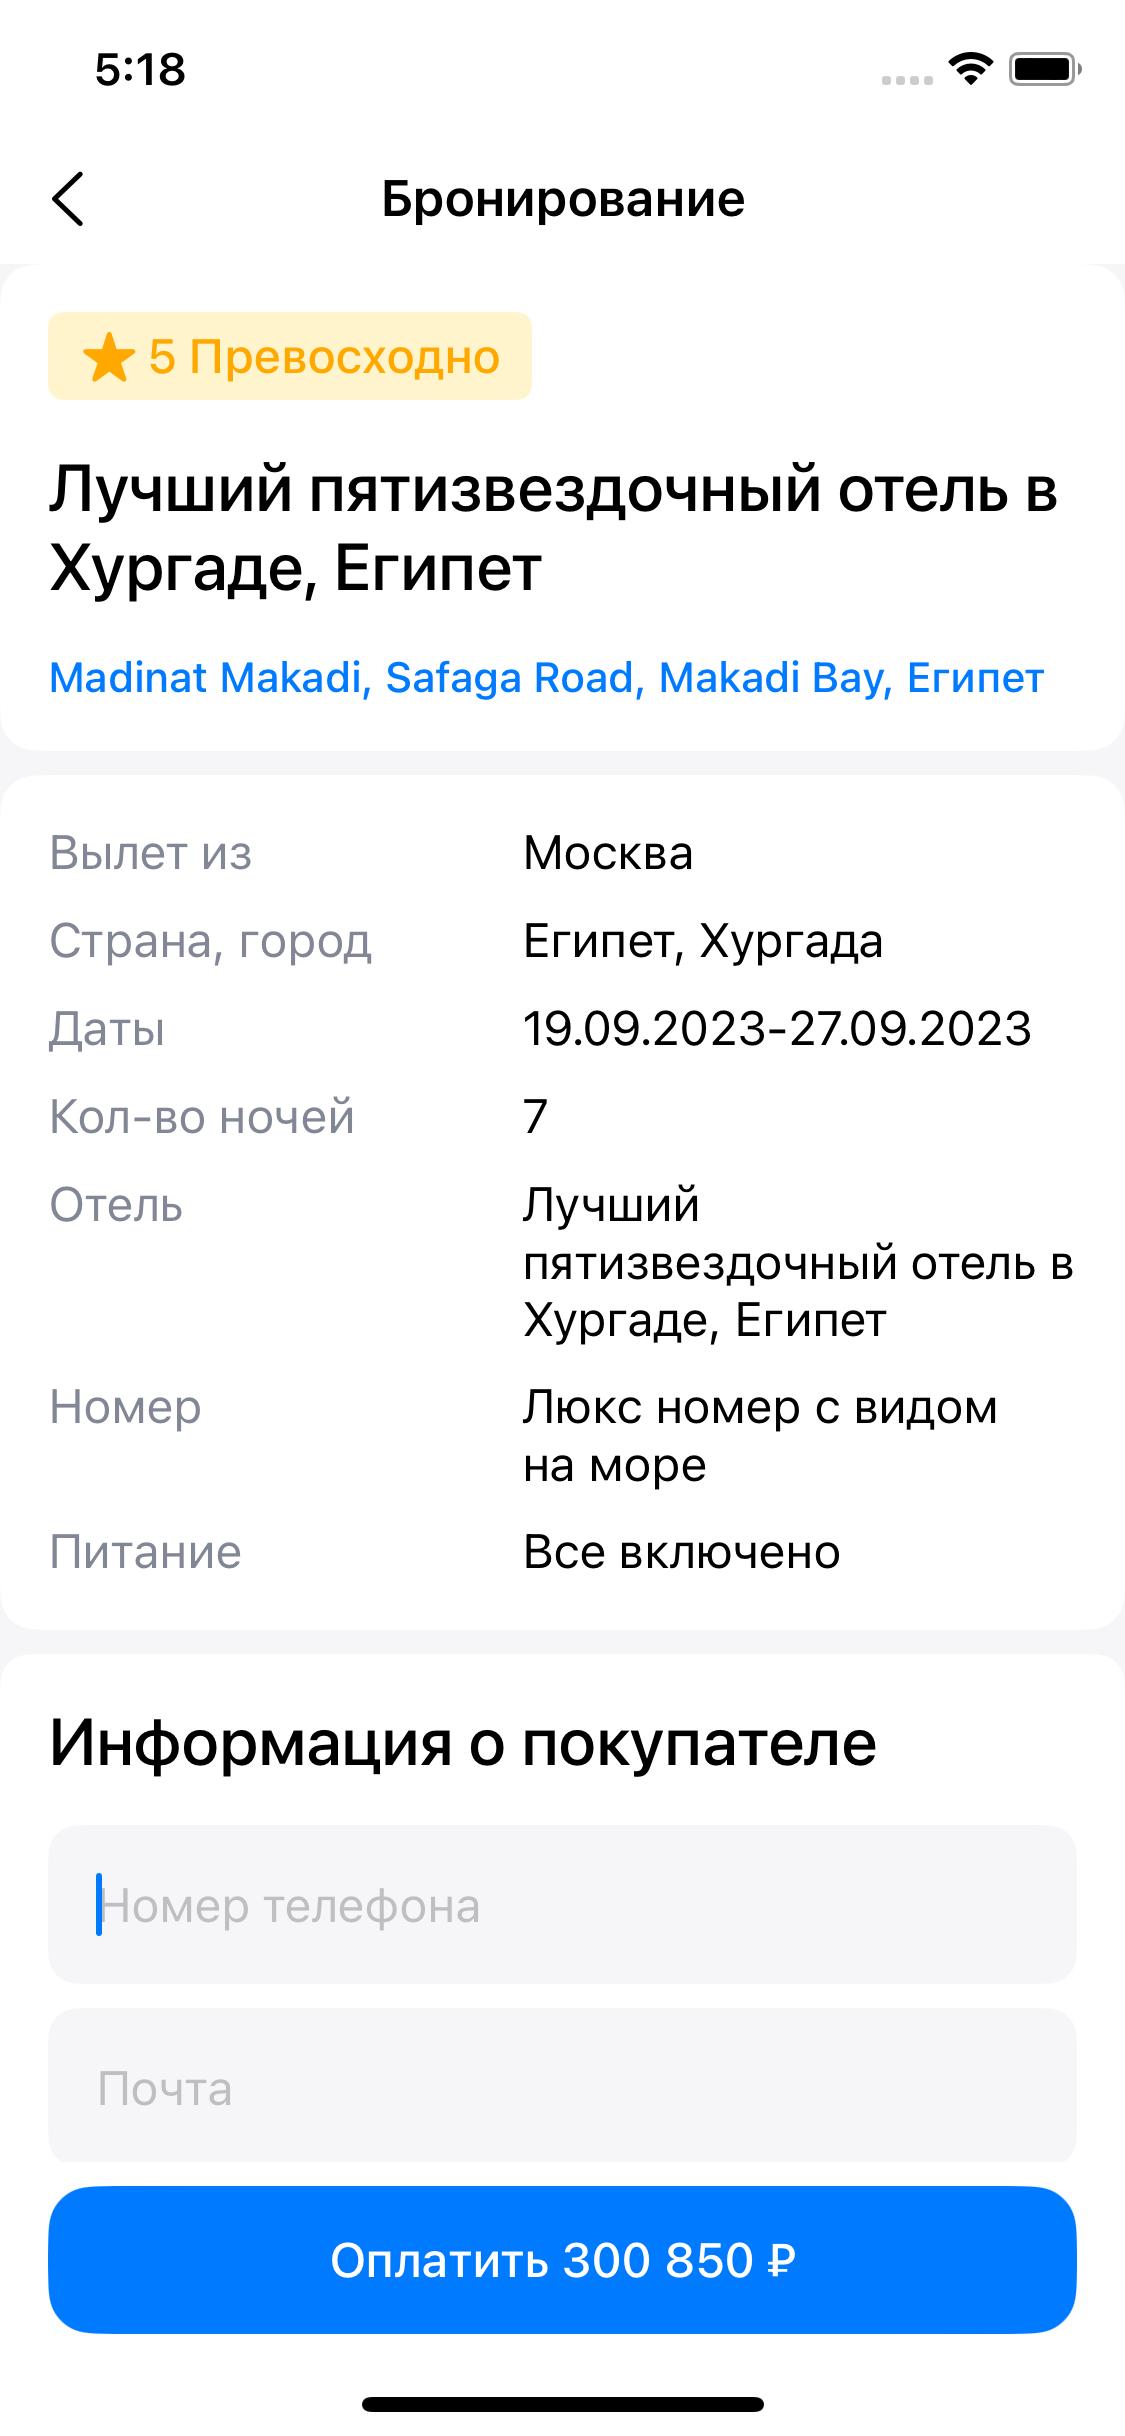 5:18
Бронирование
5 Превосходно
Лучший пятизвездочный отель в
Хургаде, Египет
Madinat Makadi, Safaga Road, Makadi Bay, Египет
Вылет из Москва
Страна, город Египет, Хургада
Даты 19.09.2023-27.09.2023
Кол-во ночей 7
Отель Лучший
пятизвездочный отель в
Хургаде, Египет
Номер Люкс номер с видом
на море
Питание Все включено
Информация о покупателе
Номер телефона
Почта
Оплатить 300 850 ₽